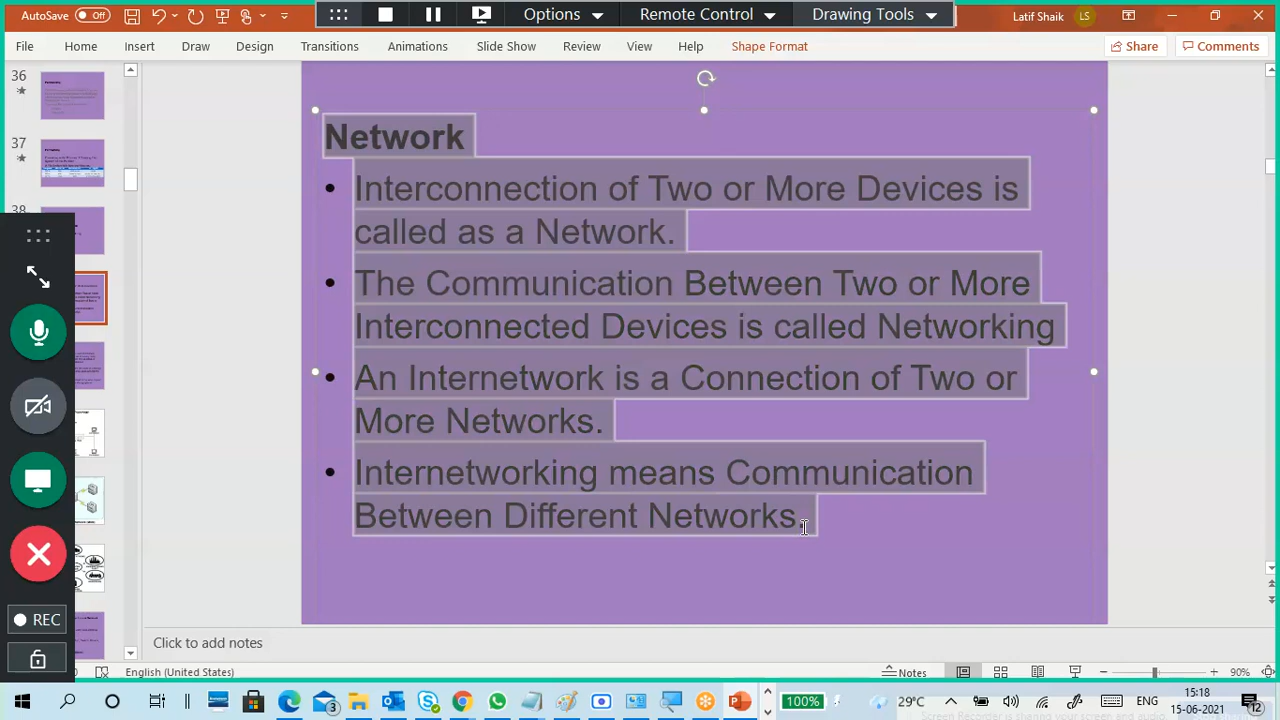 AutoSave Off
Options
Remote Control
Drawing Tools
Latif Shaik
LS
File Home Insert Draw Design Transitions Animations Slide Show Review View Help Shape Format Share Comments
36
37
38
Network
• Interconnection of Two or More Devices is
called as a Network.
• The Communication Between Two or More
Interconnected Devices is called Networking
• An Internetwork is a Connection of Two or
More Networks.
• Internetworking means Communication
Between Different Networks.
REC
Click to add notes
English (United States)
Notes
90%
3
100%
29°C
ENG
15:18
15-06-2021
12